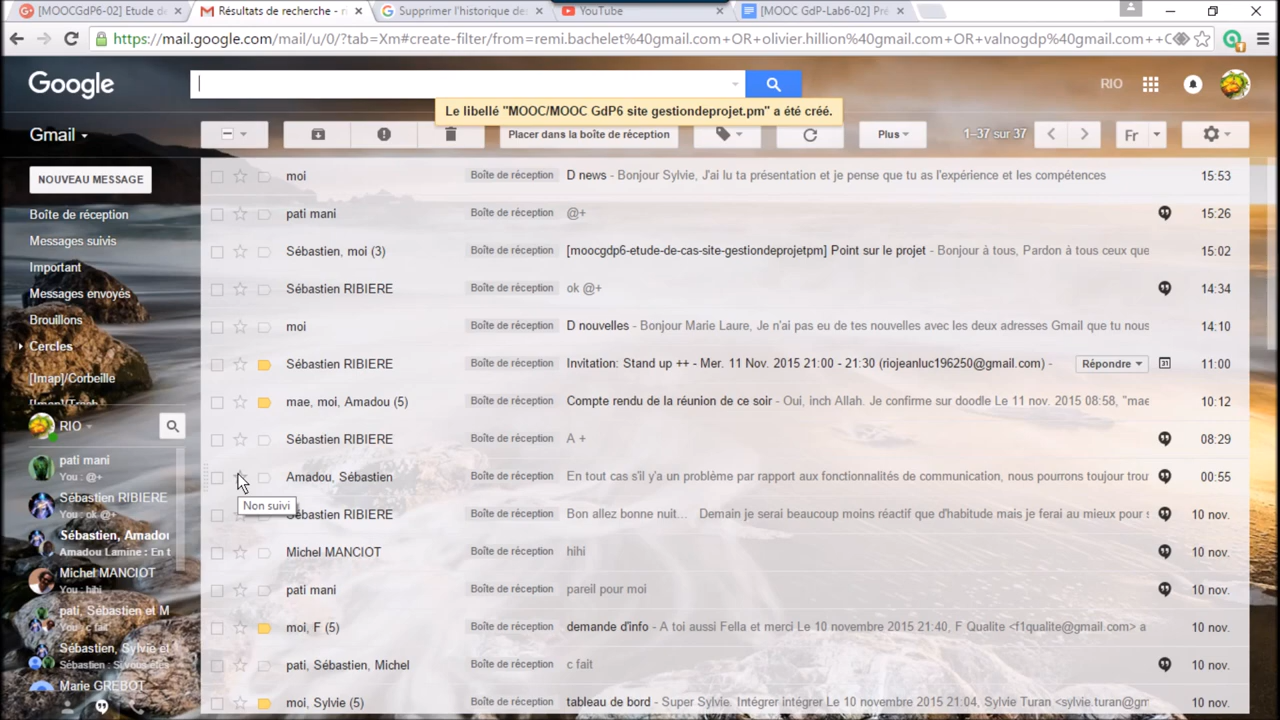 [MOOCGdP6-02] Etude d
Résultats de recherche - ri
Supprimer l'historique de
YouTube
[MOOC GdP-Lab6-02] Pr
https://mail.google.com/mail/u/0/?tab=Xm#create-filter/from=remi.bachelet%40gmail.com+OR+olivier.hillion%40gmail.com+OR+valnogdp%40gmail.com++
Google
RIO
Le libellé "MOOC/MOOC GdP6 site gestiondeprojet.pm" a été créé.
Gmail
Placer dans la boîte de réception
Plus
1–37 sur 37
Fr
NOUVEAU MESSAGE
Boîte de réception
Messages suivis
Important
Messages envoyés
Brouillons
Cercles
[Imap]/Corbeille
[Imap]/Trash
RIO
pati mani
You : @+
Sébastien RIBIERE
You : ok @+
Sébastien, Amadou
Amadou Lamine : En t
Michel MANCIOT
You : hihi
pati, Sébastien et M
You : c fait
Sébastien, Sylvie et
Sébastien : Si vous êtes
Marie GREBOT
moi Boîte de réception D news - Bonjour Sylvie, J'ai lu ta présentation et je pense que tu as l'expérience et les compétences 15:53
pati mani Boîte de réception @+ 15:26
Sébastien, moi (3) Boîte de réception [moocgdp6-etude-de-cas-site-gestiondeprojetpm] Point sur le projet - Bonjour à tous, Pardon à tous ceux que 15:02
Sébastien RIBIERE Boîte de réception ok @+ 14:34
moi Boîte de réception D nouvelles - Bonjour Marie Laure, Je n'ai pas eu de tes nouvelles avec les deux adresses Gmail que tu nous 14:10
Sébastien RIBIERE Boîte de réception Invitation: Stand up ++ - Mer. 11 Nov. 2015 21:00 - 21:30 (riojeanluc196250@gmail.com) - Répondre 31 11:00
mae, moi, Amadou (5) Boîte de réception Compte rendu de la réunion de ce soir - Oui, inch Allah. Je confirme sur doodle Le 11 nov. 2015 08:58, "mae 10:12
Sébastien RIBIERE Boîte de réception A + 08:29
Amadou, Sébastien Boîte de réception En tout cas s'il y'a un problème par rapport aux fonctionnalités de communication, nous pourrons toujour trou 00:55
Non suivi
Sébastien RIBIERE Boîte de réception Bon allez bonne nuit... Demain je serai beaucoup moins réactif que d'habitude mais je ferai au mieux pour s 10 nov.
Michel MANCIOT Boîte de réception hihi 10 nov.
pati mani Boîte de réception pareil pour moi 10 nov.
moi, F (5) Boîte de réception demande d'info - A toi aussi Fella et merci Le 10 novembre 2015 21:40, F Qualite <f1qualite@gmail.com> a 10 nov.
pati, Sébastien, Michel Boîte de réception c fait 10 nov.
moi, Sylvie (5) Boîte de réception tableau de bord - Super Sylvie. Intégrer intégrer Le 10 novembre 2015 21:04, Sylvie Turan <sylvie.turan@gm 10 nov.